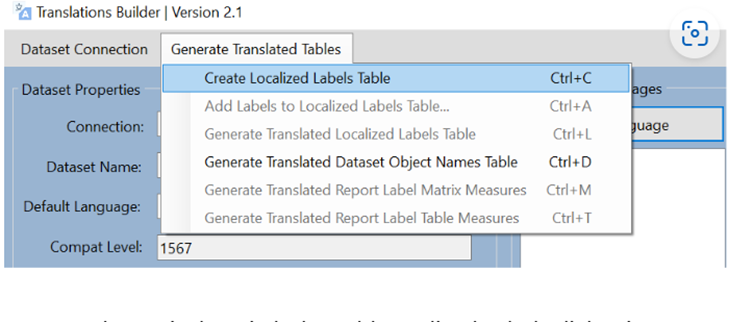 Translations Builder | Version 2.1
Dataset Connection Generate Translated Tables
Create Localized Labels Table Ctrl+C
Dataset Properties ages
Add Labels to Localized Labels Table... Ctrl+A
Connection: guage
Generate Translated Localized Labels Table Ctrl+L
Dataset Name: Generate Translated Dataset Object Names Table Ctrl+D
Generate Translated Report Label Matrix Measures Ctrl+M
Default Language:
Generate Translated Report Label Table Measures Ctrl+T
Compat Level: 1567